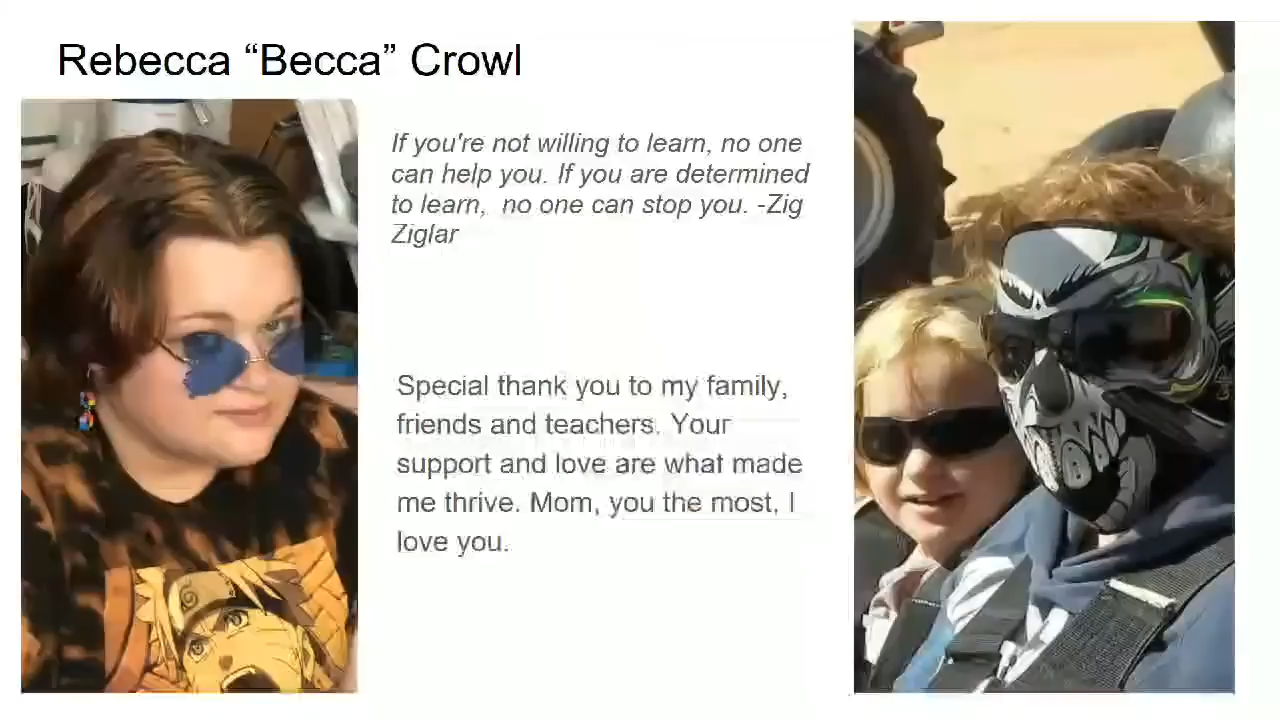 Rebecca “Becca” Crowl
If you're not willing to learn, no one
can help you. If you are determined
to learn,  no one can stop you. -Zig
Ziglar
Special thank you to my family,
friends and teachers. Your
support and love are what made
me thrive. Mom, you the most, I
love you.